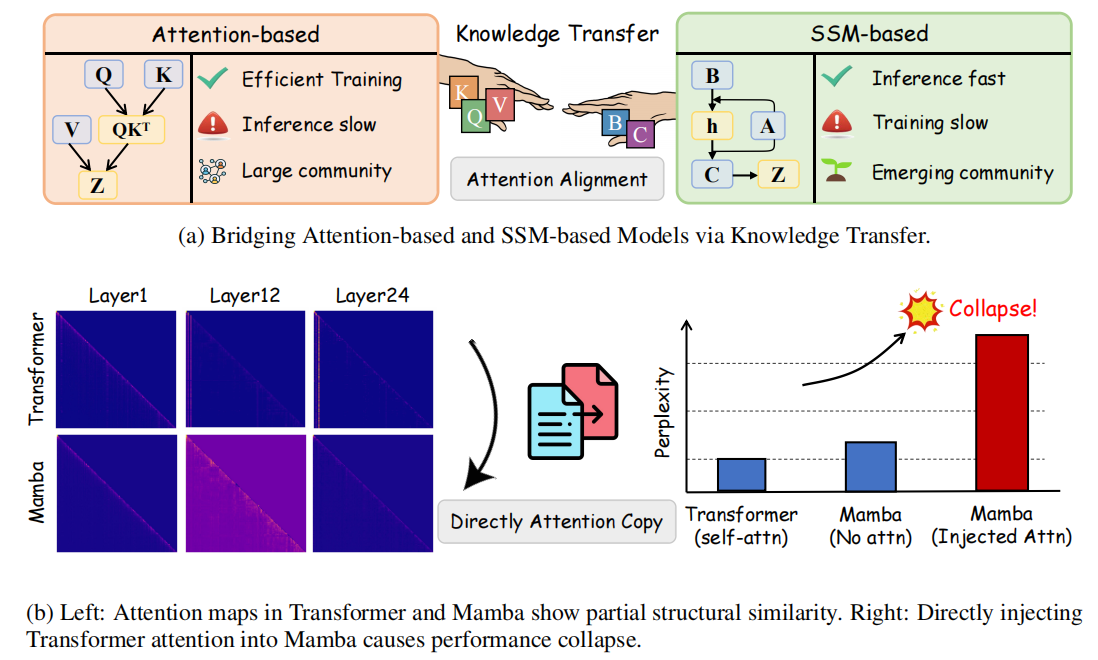 Attention-based
Knowledge Transfer
SSM-based
Q
K
V
QKᵀ
Z
Efficient Training
Inference slow
Large community
K
Q
V
B
C
Attention Alignment
B
h
A
C
Z
Inference fast
Training slow
Emerging community
(a) Bridging Attention-based and SSM-based Models via Knowledge Transfer.
Layer1
Layer12
Layer24
Transformer
Mamba
Directly Attention Copy
Perplexity
Collapse!
Transformer
(self-attn)
Mamba
(No attn)
Mamba
(Injected Attn)
(b) Left: Attention maps in Transformer and Mamba show partial structural similarity. Right: Directly injecting
Transformer attention into Mamba causes performance collapse.